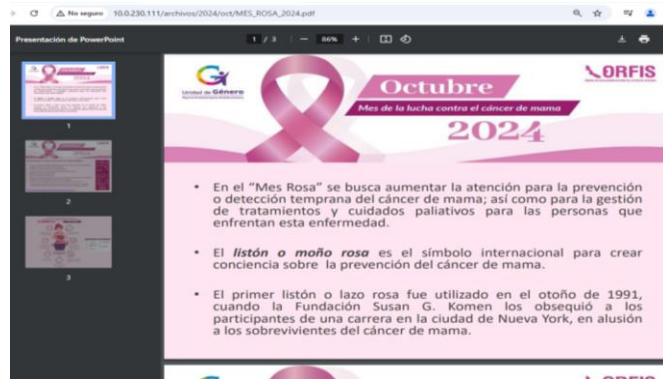 No seguro 10.0.230.111/archivos/2024/oct/MES_ROSA_2024.pdf
Presentación de PowerPoint
1 / 3
86%
1
2
3
Unidad de Género
ORFIS
Octubre
Mes de la lucha contra el cáncer de mama
2024
• En el “Mes Rosa” se busca aumentar la atención para la prevención
o detección temprana del cáncer de mama; así como para la gestión
de tratamientos y cuidados paliativos para las personas que
enfrentan esta enfermedad.
• El listón o moño rosa es el símbolo internacional para crear
conciencia sobre la prevención del cáncer de mama.
• El primer listón o lazo rosa fue utilizado en el otoño de 1991,
cuando la Fundación Susan G. Komen los obsequió a los
participantes de una carrera en la ciudad de Nueva York, en alusión
a los sobrevivientes del cáncer de mama.
ORFIS